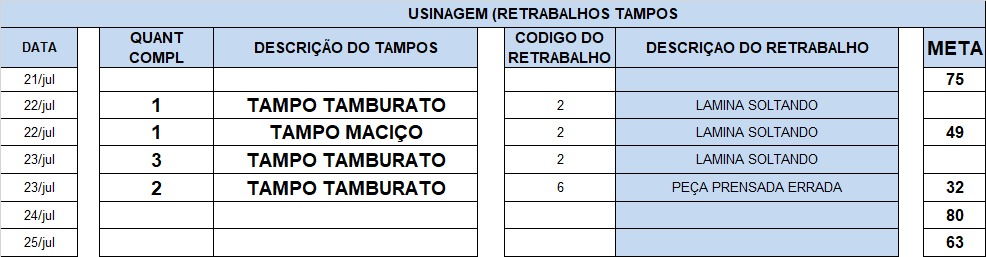 USINAGEM (RETRABALHOS TAMPOS
DATA QUANT COMPL DESCRIÇÃO DO TAMPOS CODIGO DO RETRABALHO DESCRIÇAO DO RETRABALHO META
21/jul 75
22/jul 1 TAMPO TAMBURATO 2 LAMINA SOLTANDO
22/jul 1 TAMPO MACIÇO 2 LAMINA SOLTANDO 49
23/jul 3 TAMPO TAMBURATO 2 LAMINA SOLTANDO
23/jul 2 TAMPO TAMBURATO 6 PEÇA PRENSADA ERRADA 32
24/jul 80
25/jul 63